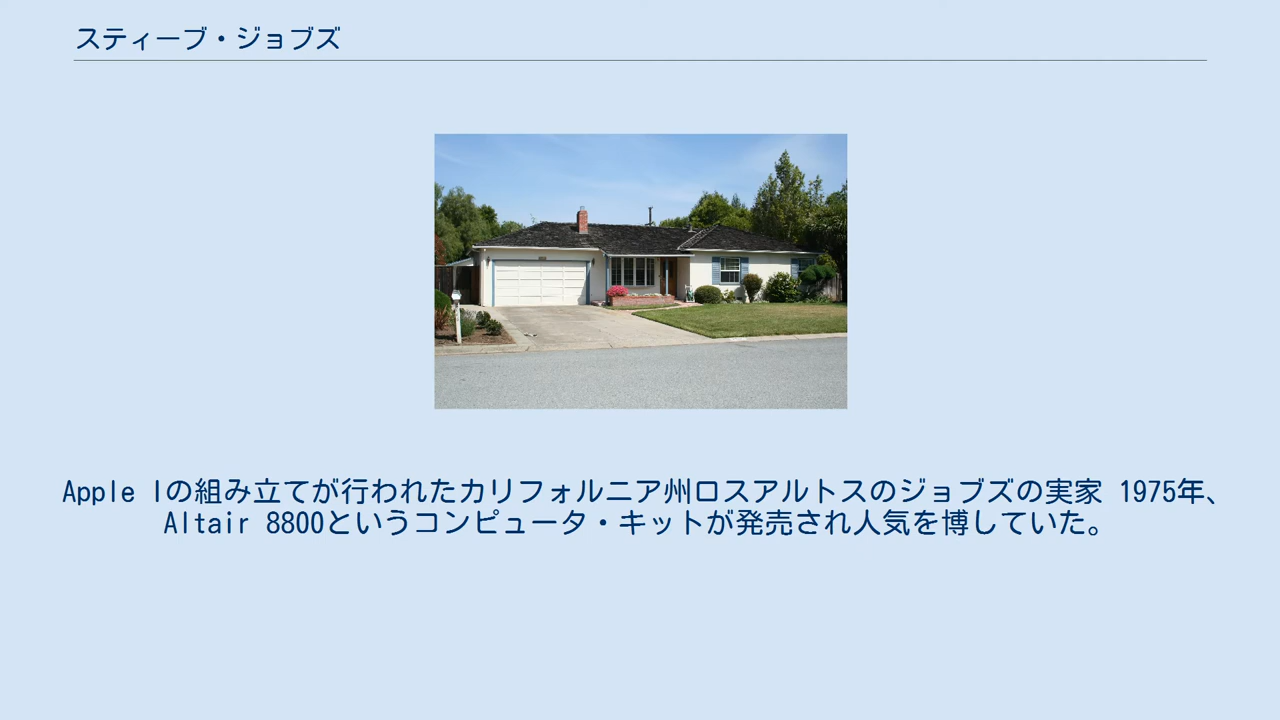 スティーブ・ジョブズ
Apple Iの組み立てが行われたカリフォルニア州ロスアルトスのジョブズの実家 1975年、
Altair 8800というコンピュータ・キットが発売され人気を博していた。